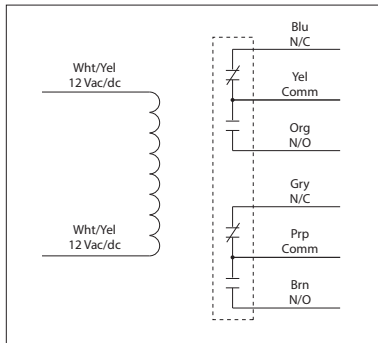 Wht/Yel
12 Vac/dc
Wht/Yel
12 Vac/dc
Blu
N/C
Yel
Comm
Org
N/O
Gry
N/C
Prp
Comm
Brn
N/O